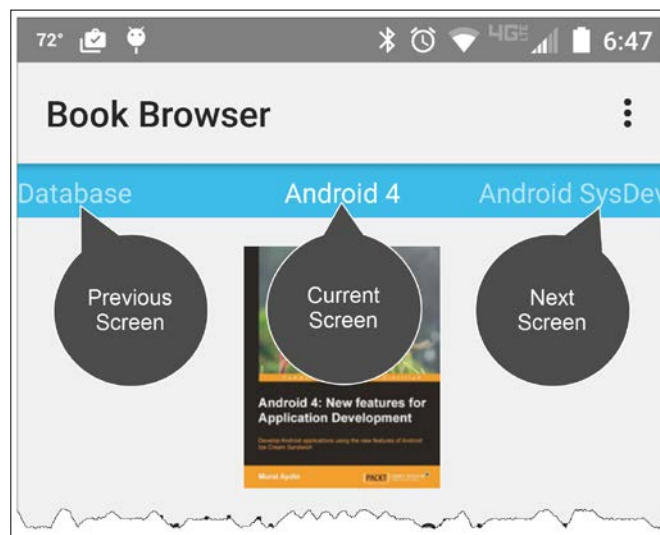 72° 4G LTE 6:47
Book Browser
Database Android 4 Android SysDev
Previous Screen
Current Screen
Next Screen
Android 4: New features for
Application Development
Develop Android applications using the new features of Android
Ice Cream Sandwich
Murat Aydin PACKT